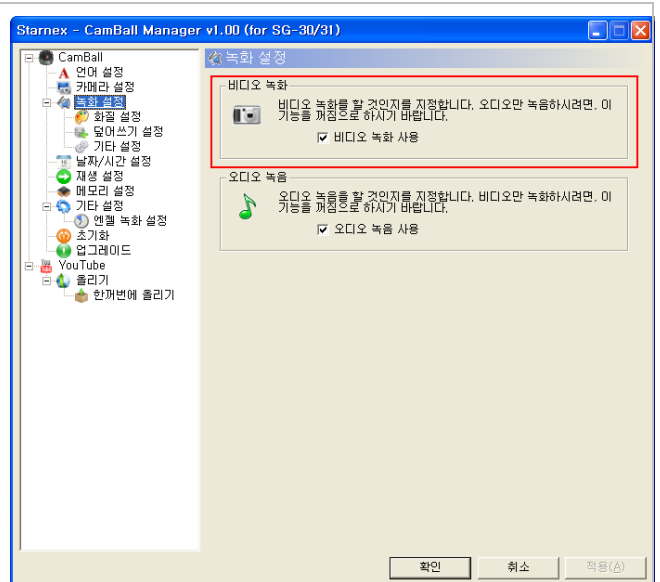 Starnex - CamBall Manager v1.00 (for SG-30/31)
CamBall
언어 설정
카메라 설정
녹화 설정
화질 설정
덮어쓰기 설정
기타 설정
날짜/시간 설정
재생 설정
메모리 설정
기타 설정
엔젤 녹화 설정
초기화
업그레이드
YouTube
올리기
한꺼번에 올리기
녹화 설정
비디오 녹화
비디오 녹화를 할 것인지를 지정합니다. 오디오만 녹음하시려면, 이
기능을 꺼짐으로 하시기 바랍니다.
비디오 녹화 사용
오디오 녹음
오디오 녹음을 할 것인지를 지정합니다. 비디오만 녹화하시려면, 이
기능을 꺼짐으로 하시기 바랍니다.
오디오 녹음 사용
확인
취소
적용(A)